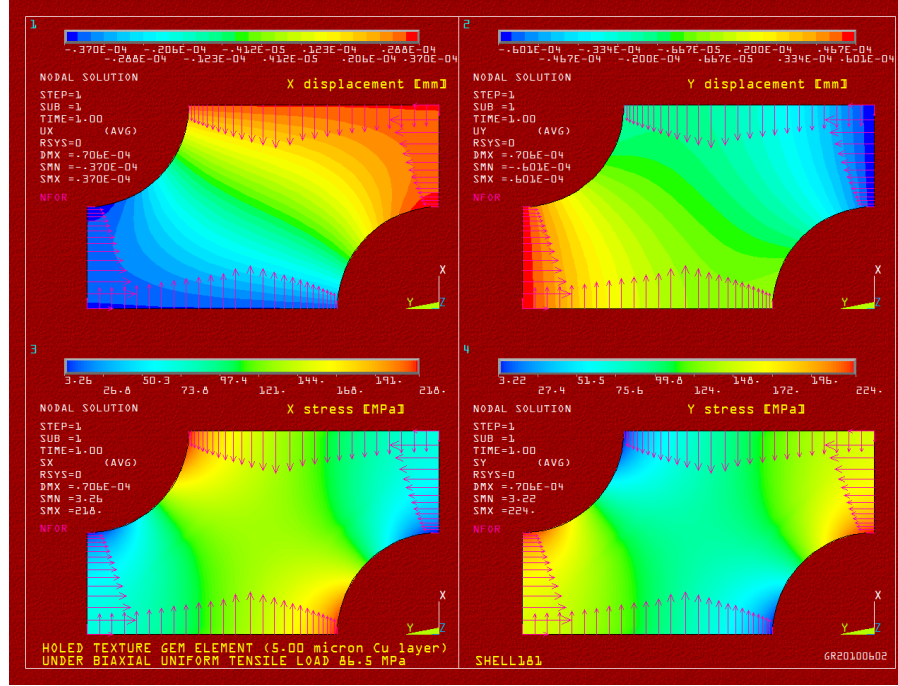 1
-.370E-04 -.206E-04 -.412E-05 .123E-04 .288E-04
-.288E-04 -.123E-04 .412E-05 .206E-04 .370E-04
NODAL SOLUTION
X displacement [mm]
STEP=1
SUB =1
TIME=1.00
UX (AVG)
RSYS=0
DMX =.706E-04
SMN =-.370E-04
SMX =.370E-04
NFOR
X
Y Z
2
-.601E-04 -.334E-04 -.667E-05 .200E-04 .467E-04
-.467E-04 -.200E-04 .667E-05 .334E-04 .601E-04
NODAL SOLUTION
Y displacement [mm]
STEP=1
SUB =1
TIME=1.00
UY (AVG)
RSYS=0
DMX =.706E-04
SMN =-.601E-04
SMX =.601E-04
NFOR
X
Y Z
3
3.26 50.3 97.4 144. 191.
26.8 73.8 121. 168. 218.
NODAL SOLUTION
X stress [MPa]
STEP=1
SUB =1
TIME=1.00
SX (AVG)
RSYS=0
DMX =.706E-04
SMN =3.26
SMX =218.
NFOR
X
Y Z
HOLED TEXTURE GEM ELEMENT (5.00 micron Cu layer)
UNDER BIAXIAL UNIFORM TENSILE LOAD 86.5 MPa
4
3.22 51.5 99.8 148. 196.
27.4 75.6 124. 172. 224.
NODAL SOLUTION
Y stress [MPa]
STEP=1
SUB =1
TIME=1.00
SY (AVG)
RSYS=0
DMX =.706E-04
SMN =3.22
SMX =224.
NFOR
X
Y Z
SHELL181
GR20100602